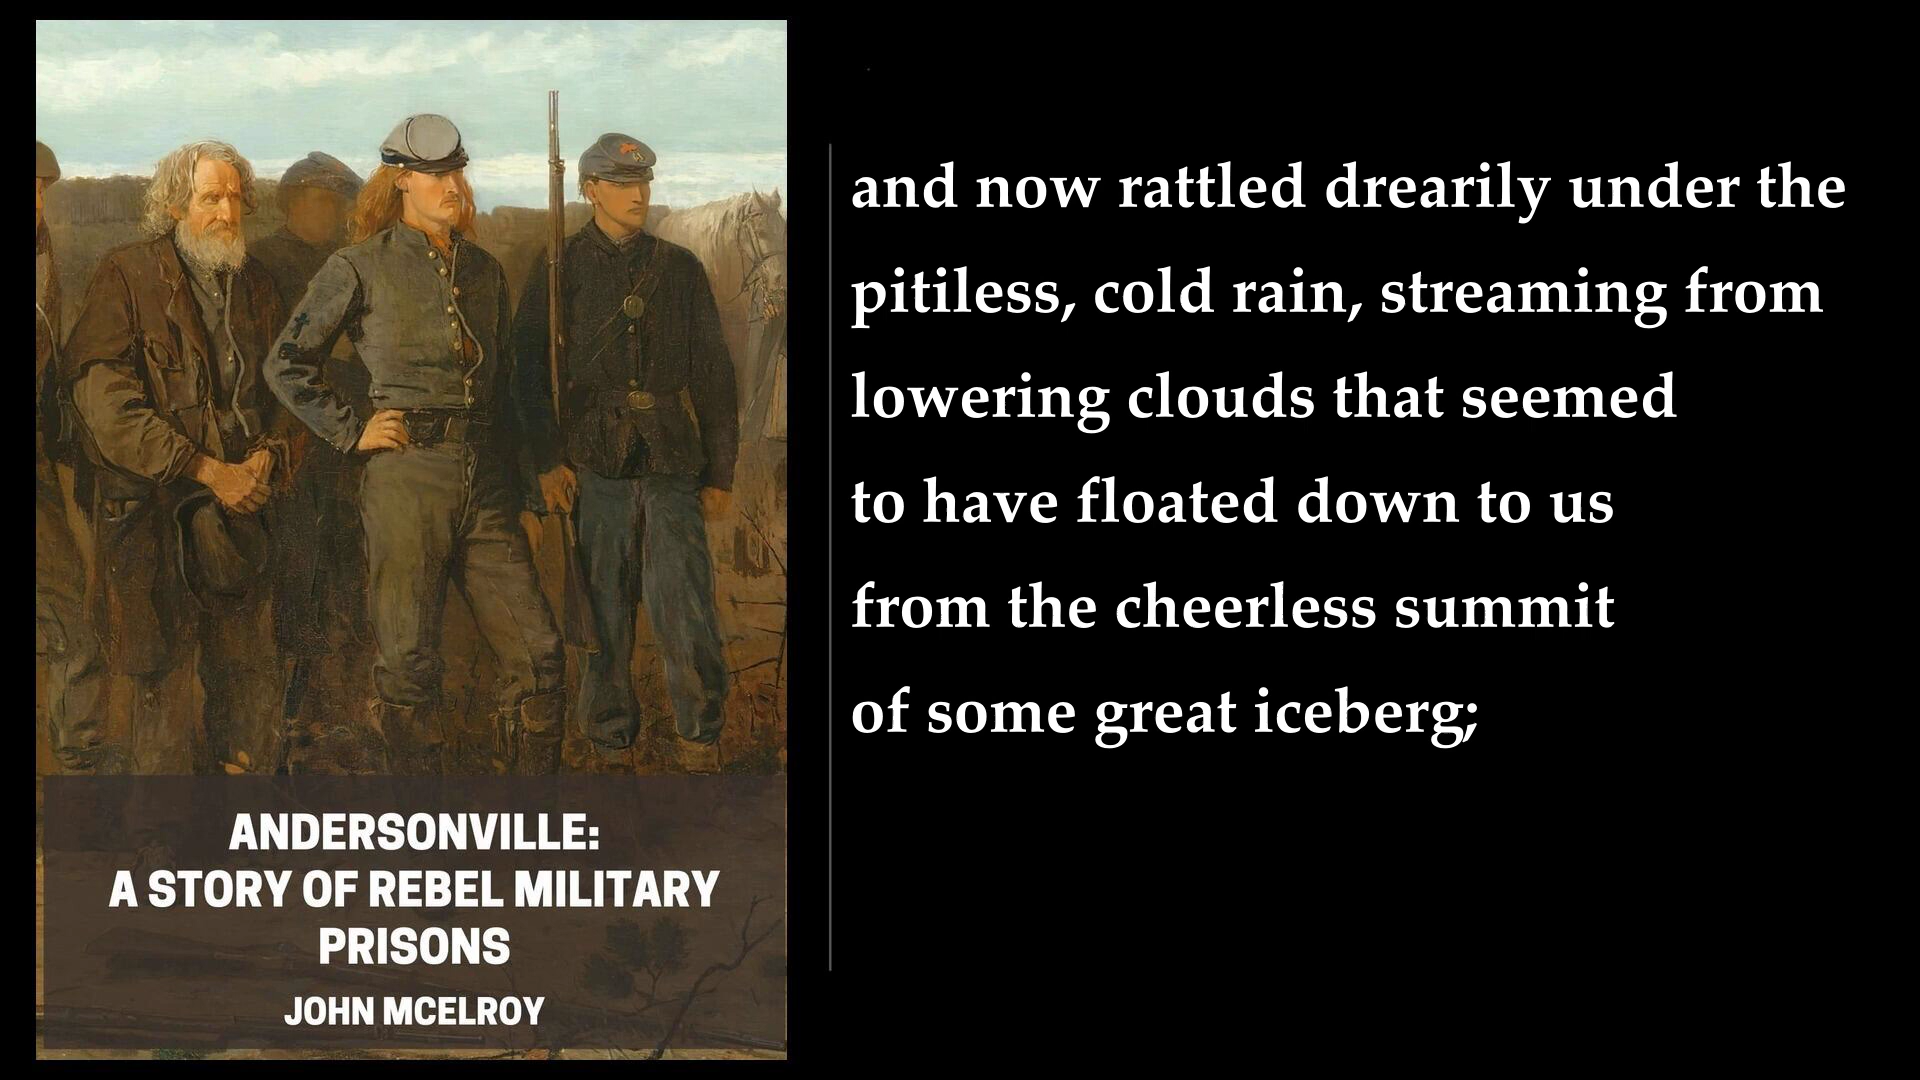 and now rattled drearily under the
pitiless, cold rain, streaming from
lowering clouds that seemed
to have floated down to us
from the cheerless summit
of some great iceberg;
ANDERSONVILLE:
A STORY OF REBEL MILITARY
PRISONS
JOHN MCELROY